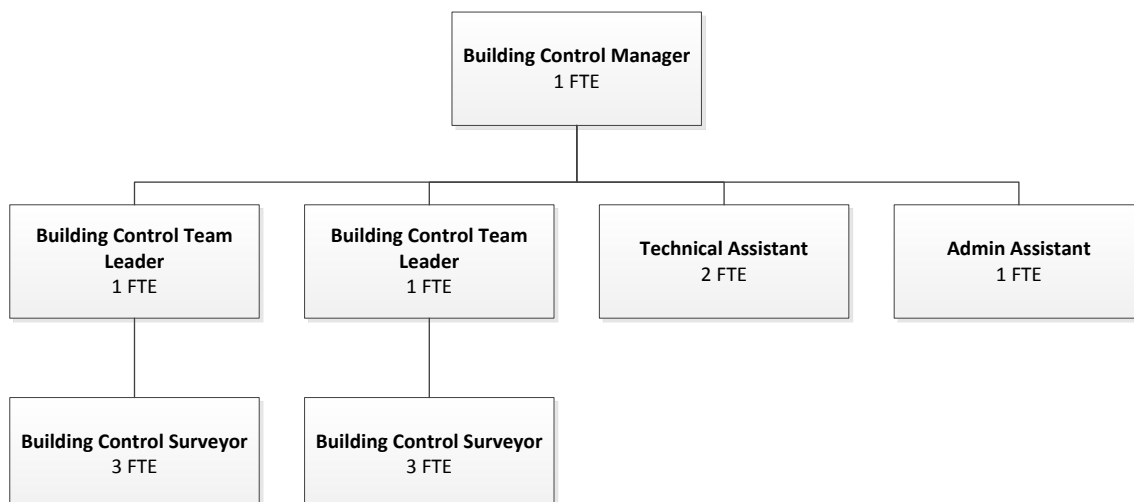 Building Control Manager
1 FTE
Building Control Team
Leader
1 FTE
Building Control Team
Leader
1 FTE
Technical Assistant
2 FTE
Admin Assistant
1 FTE
Building Control Surveyor
3 FTE
Building Control Surveyor
3 FTE